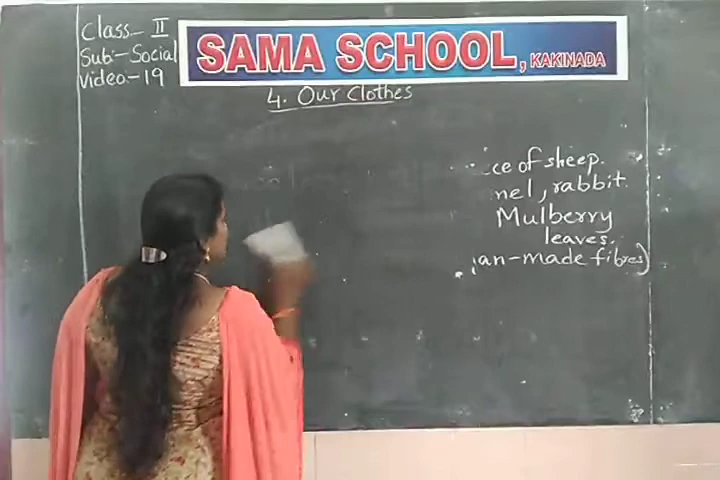 Class- II
Sub:- Social
Video:- 19
SAMA SCHOOL, KAKINADA
4. Our Clothes
ce of sheep.
nel, rabbit.
Mulberry
leaves.
an-made fibres)